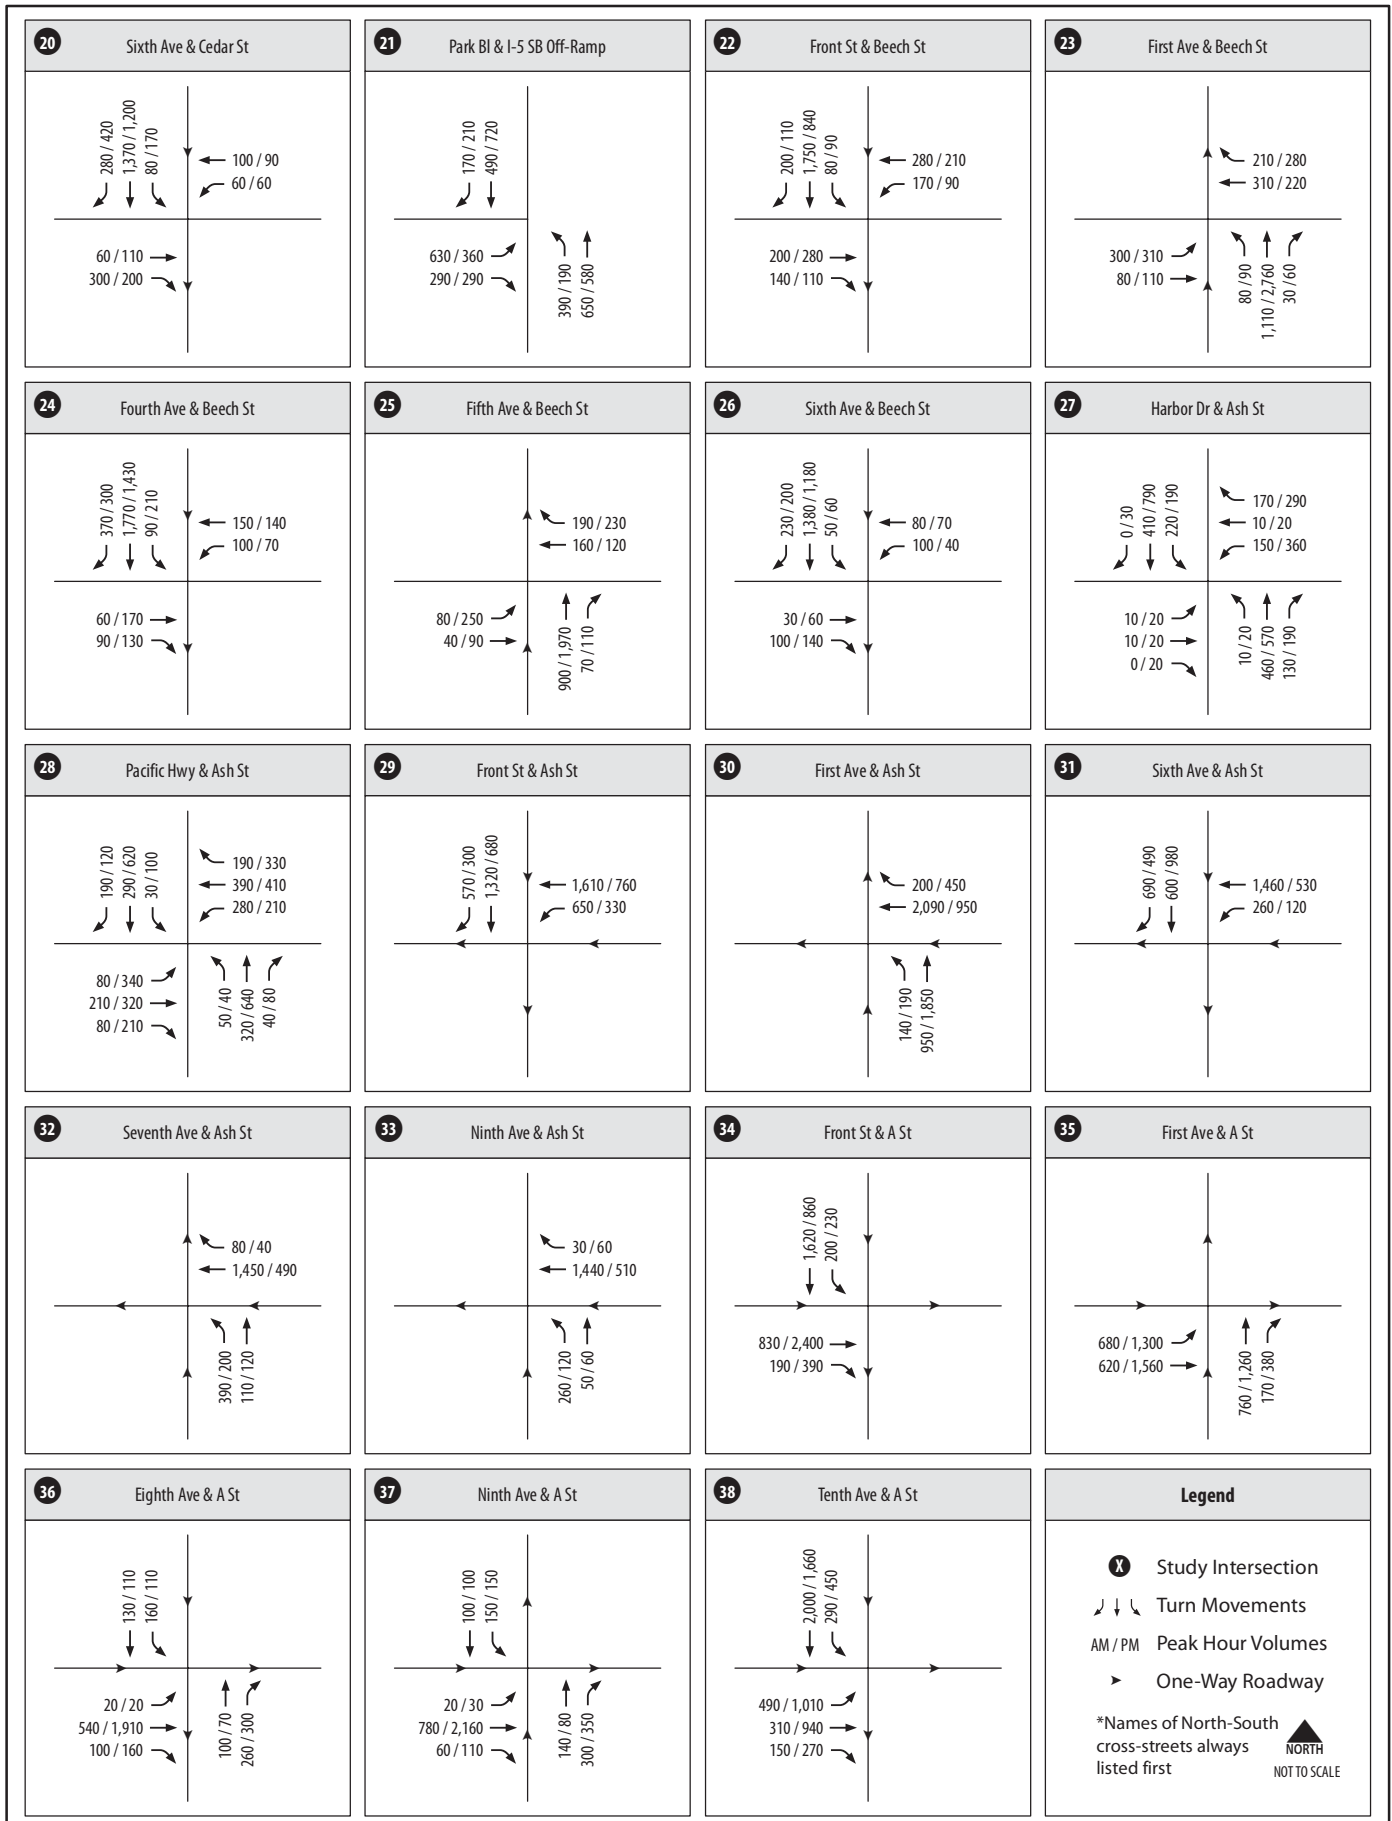 20
Sixth Ave & Cedar St
280 / 420
1,370 / 1,200
80 / 170
100 / 90
60 / 60
60 / 110
300 / 200
21
Park Bl & I-5 SB Off-Ramp
170 / 210
490 / 720
630 / 360
290 / 290
390 / 190
650 / 580
22
Front St & Beech St
200 / 110
1,750 / 840
80 / 90
280 / 210
170 / 90
200 / 280
140 / 110
23
First Ave & Beech St
210 / 280
310 / 220
300 / 310
80 / 110
80 / 90
1,110 / 2,760
30 / 60
24
Fourth Ave & Beech St
370 / 300
1,770 / 1,430
90 / 210
150 / 140
100 / 70
60 / 170
90 / 130
25
Fifth Ave & Beech St
190 / 230
160 / 120
80 / 250
40 / 90
900 / 1,970
70 / 110
26
Sixth Ave & Beech St
230 / 200
1,380 / 1,180
50 / 60
80 / 70
100 / 40
30 / 60
100 / 140
27
Harbor Dr & Ash St
0 / 30
410 / 790
220 / 190
170 / 290
10 / 20
150 / 360
10 / 20
10 / 20
0 / 20
10 / 20
460 / 570
130 / 190
28
Pacific Hwy & Ash St
190 / 120
290 / 620
30 / 100
190 / 330
390 / 410
280 / 210
80 / 340
210 / 320
80 / 210
50 / 40
320 / 640
40 / 80
29
Front St & Ash St
570 / 300
1,320 / 680
1,610 / 760
650 / 330
30
First Ave & Ash St
200 / 450
2,090 / 950
140 / 190
950 / 1,850
31
Sixth Ave & Ash St
690 / 490
600 / 980
1,460 / 530
260 / 120
32
Seventh Ave & Ash St
80 / 40
1,450 / 490
390 / 200
110 / 120
33
Ninth Ave & Ash St
30 / 60
1,440 / 510
260 / 120
50 / 60
34
Front St & A St
1,620 / 860
200 / 230
830 / 2,400
190 / 390
35
First Ave & A St
680 / 1,300
620 / 1,560
760 / 1,260
170 / 380
36
Eighth Ave & A St
130 / 110
160 / 110
20 / 20
540 / 1,910
100 / 160
100 / 70
260 / 300
37
Ninth Ave & A St
100 / 100
150 / 150
20 / 30
780 / 2,160
60 / 110
140 / 80
300 / 350
38
Tenth Ave & A St
2,000 / 1,660
290 / 450
490 / 1,010
310 / 940
150 / 270
Legend
X Study Intersection
Turn Movements
AM / PM Peak Hour Volumes
One-Way Roadway
*Names of North-South
cross-streets always
listed first
NORTH
NOT TO SCALE